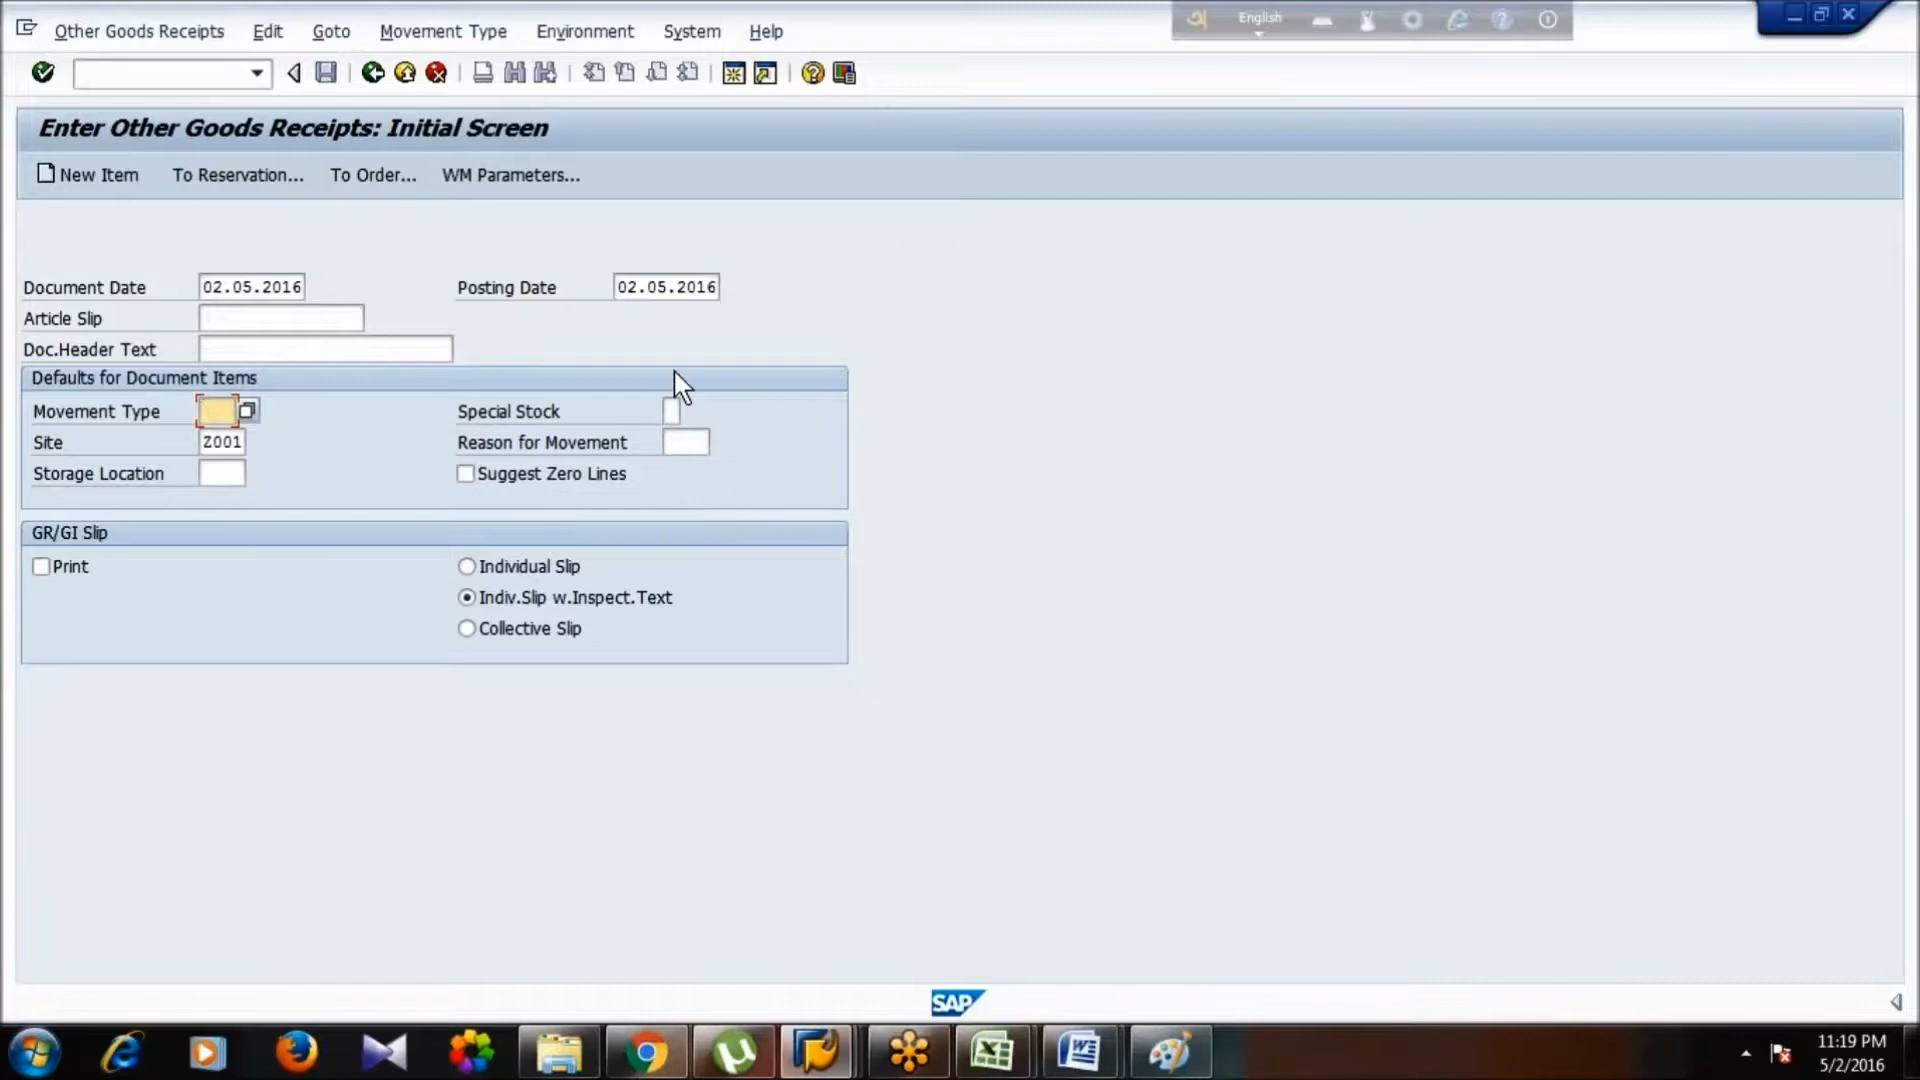 Other Goods Receipts Edit Goto Movement Type Environment System Help
English
Enter Other Goods Receipts: Initial Screen
New Item To Reservation... To Order... WM Parameters...
Document Date 02.05.2016 Posting Date 02.05.2016
Article Slip
Doc.Header Text
Defaults for Document Items
Movement Type Special Stock
Site Z001 Reason for Movement
Storage Location Suggest Zero Lines
GR/GI Slip
Print Individual Slip
Indiv.Slip w.Inspect.Text
Collective Slip
SAP
11:19 PM
5/2/2016